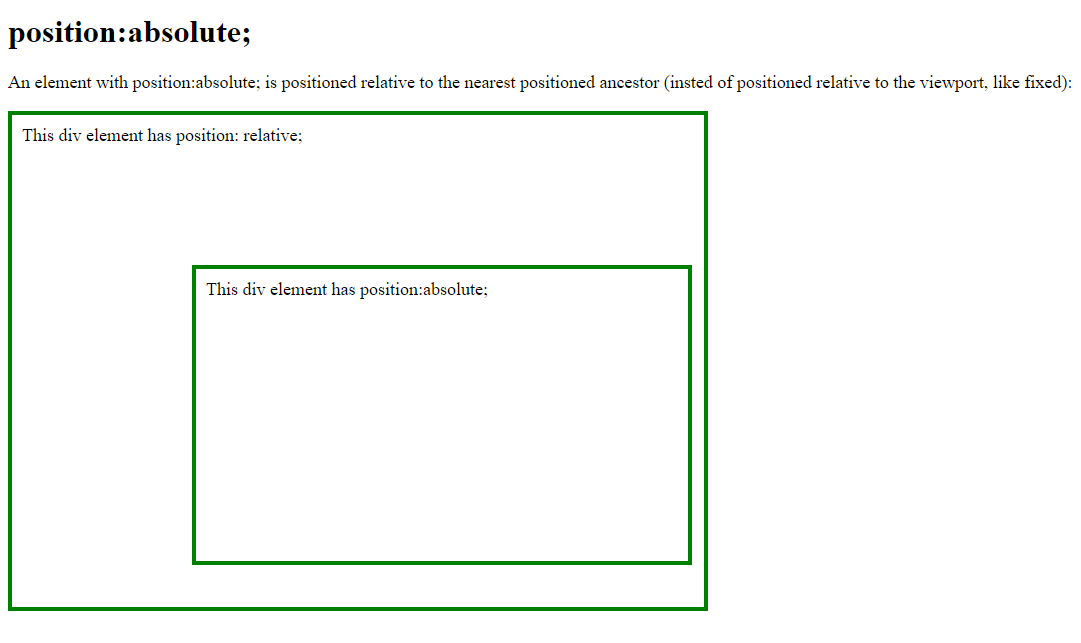 position:absolute;
An element with position:absolute; is positioned relative to the nearest positioned ancestor (insted of positioned relative to the viewport, like fixed):
This div element has position: relative;
This div element has position:absolute;